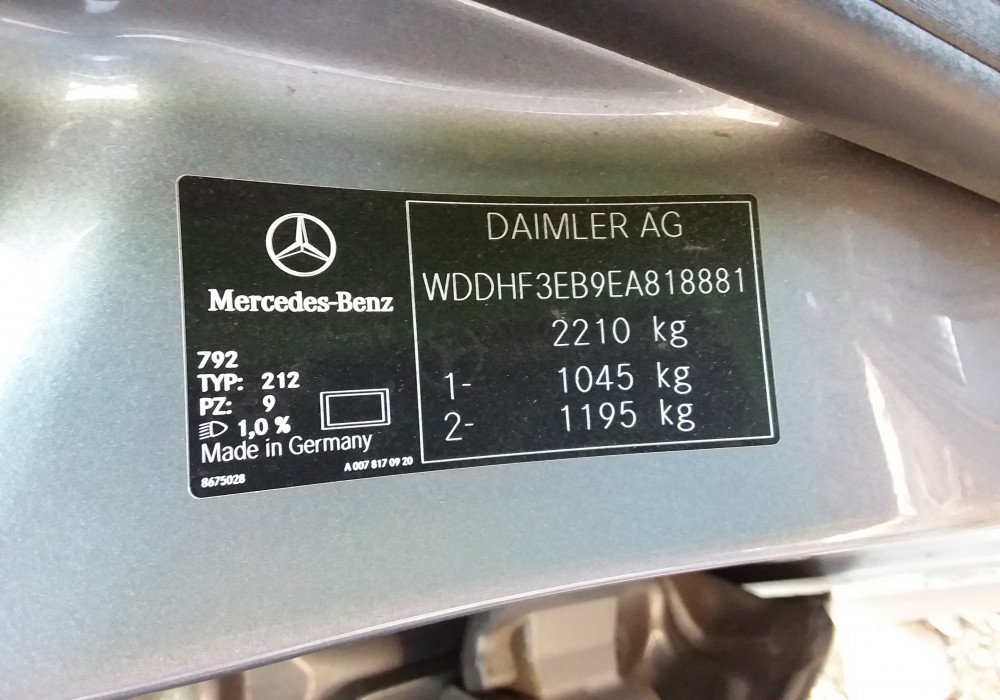 Mercedes-Benz
792
TYP: 212
PZ: 9
1,0 %
Made in Germany
8675028
A 007 817 09 20
DAIMLER AG
WDDHF3EB9EA818881
2210 kg
1- 1045 kg
2- 1195 kg